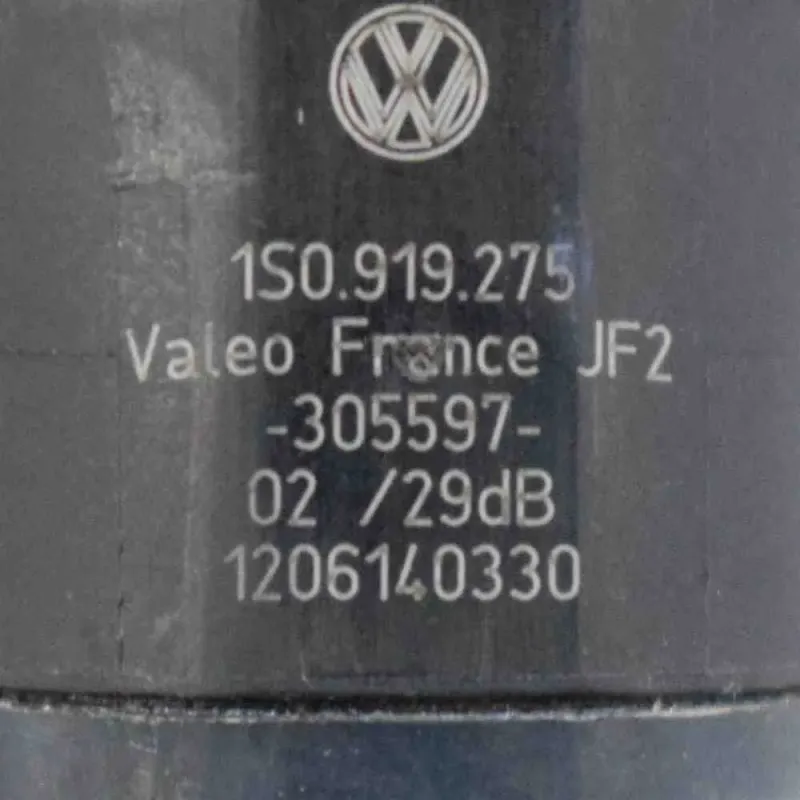 1S0.919.275
Valeo France JF2
-305597-
02 /29dB
1206140330